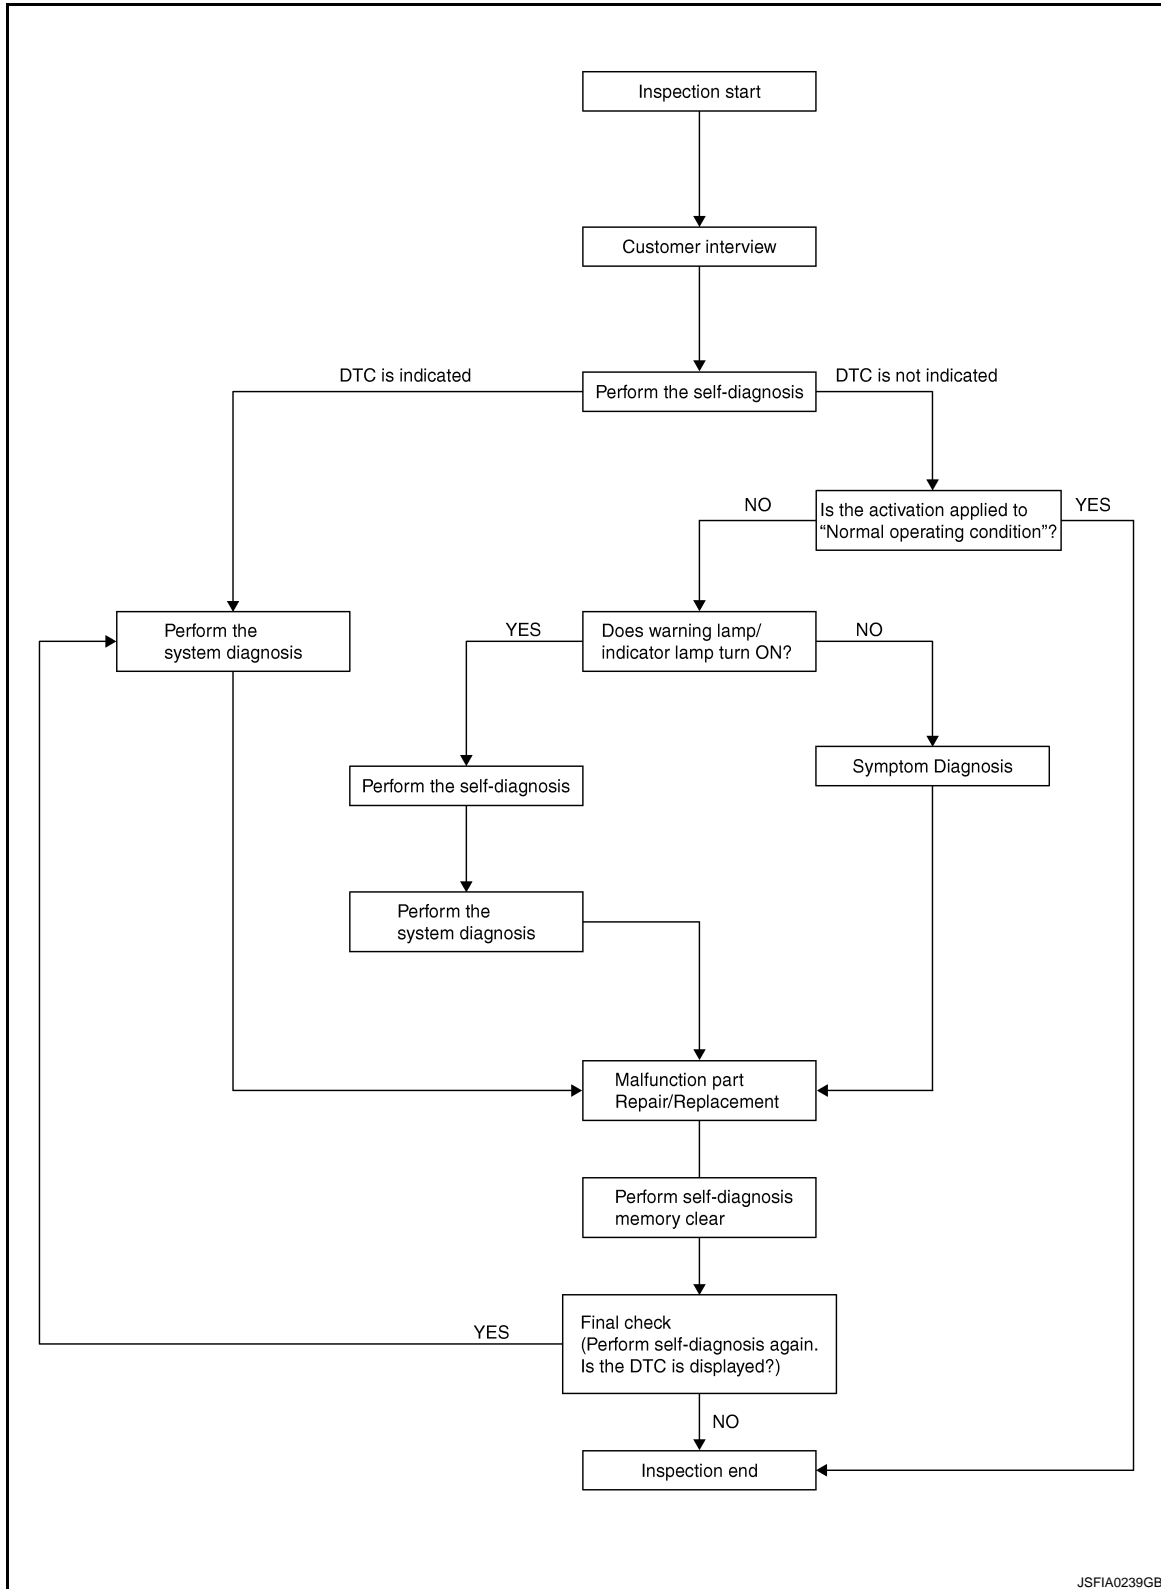 Inspection start
Customer interview
DTC is indicated
DTC is not indicated
Perform the self-diagnosis
NO
YES
Is the activation applied to
“Normal operating condition”?
Perform the
system diagnosis
YES
Does warning lamp/
indicator lamp turn ON?
NO
Perform the self-diagnosis
Symptom Diagnosis
Perform the
system diagnosis
Malfunction part
Repair/Replacement
Perform self-diagnosis
memory clear
YES
Final check
(Perform self-diagnosis again.
Is the DTC is displayed?)
NO
Inspection end
JSFIA0239GB